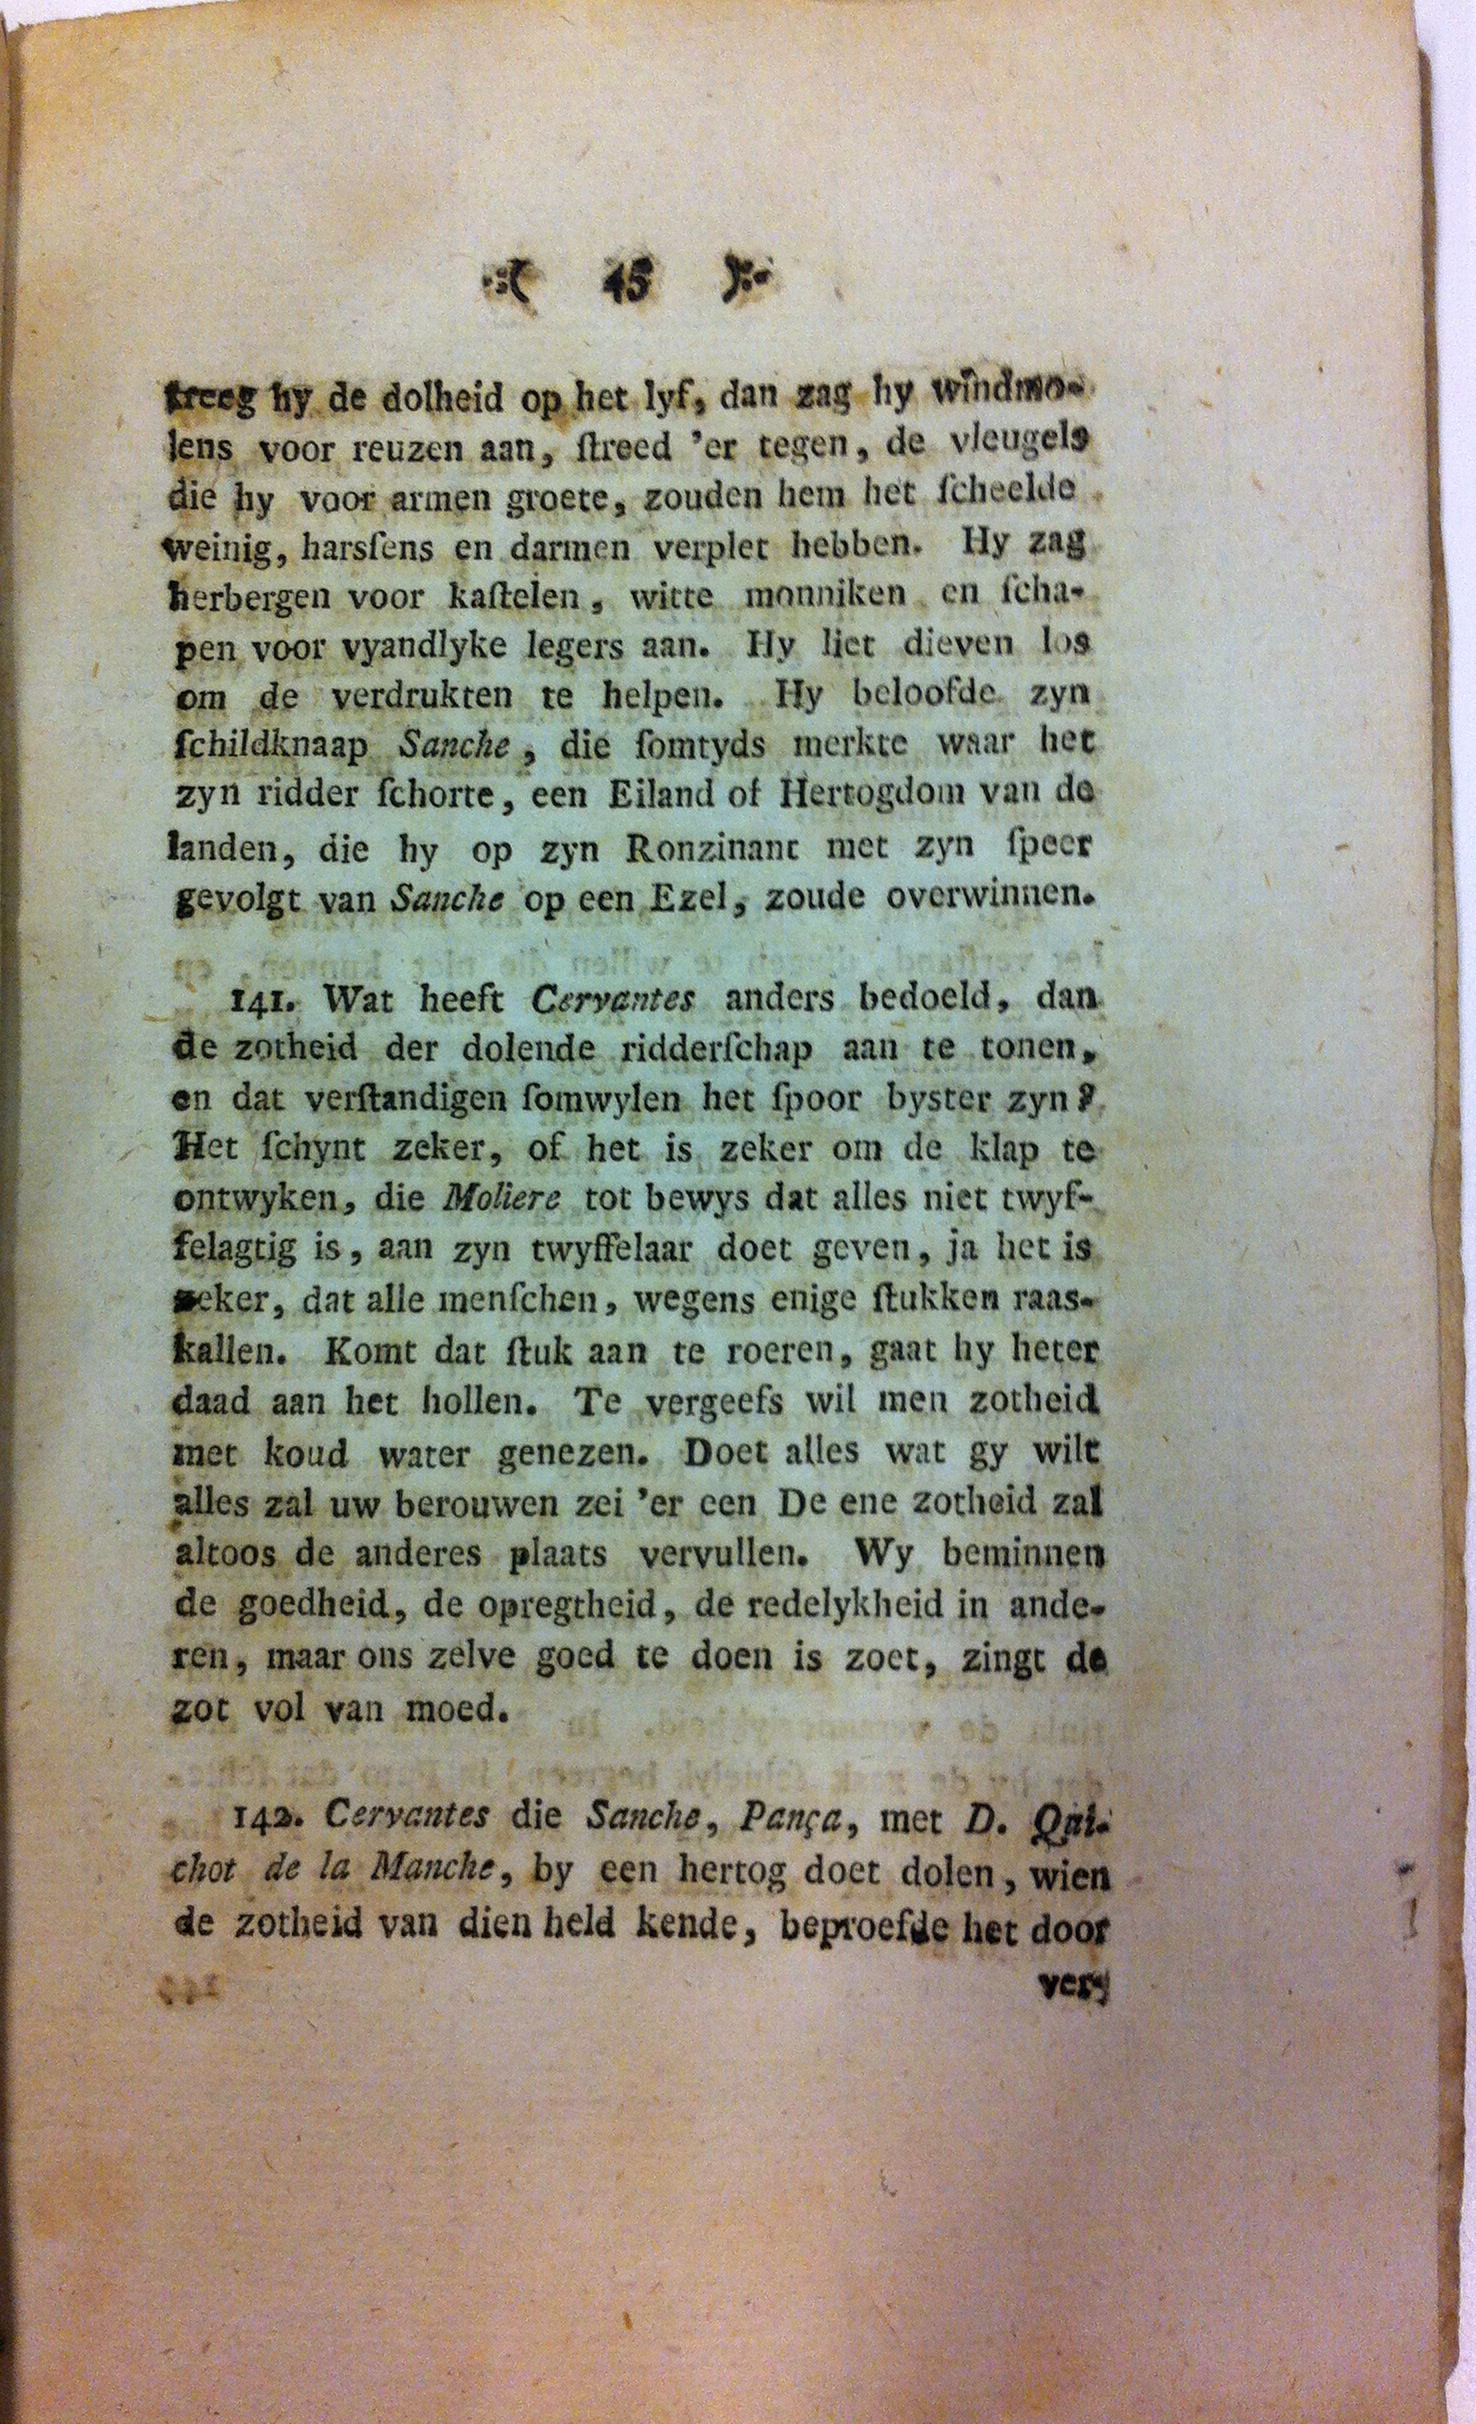 ·:( 45 ):·
kreeg hy de dolheid op het lyf, dan zag hy windmo-
lens voor reuzen aan, ſtreed 'er tegen, de vleugels
die hy voor armen groete, zouden hem het ſcheelde
weinig, harsſens en darmen verplet hebben. Hy zag
herbergen voor kaſtelen, witte monniken en ſcha-
pen voor vyandlyke legers aan. Hy liet dieven los
om de verdrukten te helpen. Hy beloofde zyn
ſchildknaap Sanche, die ſomtyds merkte waar het
zyn ridder ſchorte, een Eiland of Hertogdom van de
landen, die hy op zyn Ronzinant met zyn ſpeer
gevolgt van Sanche op een Ezel, zoude overwinnen.
141. Wat heeft Cervantes anders bedoeld, dan
de zotheid der dolende ridderſchap aan te tonen,
en dat verſtandigen ſomwylen het ſpoor byster zyn?
Het ſchynt zeker, of het is zeker om de klap te
ontwyken, die Moliere tot bewys dat alles niet twyf-
felagtig is, aan zyn twyffelaar doet geven, ja het is
zeker, dat alle menſchen, wegens enige ſtukken raas-
kallen. Komt dat ſtuk aan te roeren, gaat hy heter
daad aan het hollen. Te vergeefs wil men zotheid
met koud water genezen. Doet alles wat gy wilt
alles zal uw berouwen zei 'er een De ene zotheid zal
altoos de anderes plaats vervullen. Wy beminnen
de goedheid, de opregtheid, de redelykheid in ande-
ren, maar ons zelve goed te doen is zoet, zingt de
zot vol van moed.
142. Cervantes die Sanche, Pança, met D. Qui-
chot de la Manche, by een hertog doet dolen, wien
de zotheid van dien held kende, beproefde het door
ver-